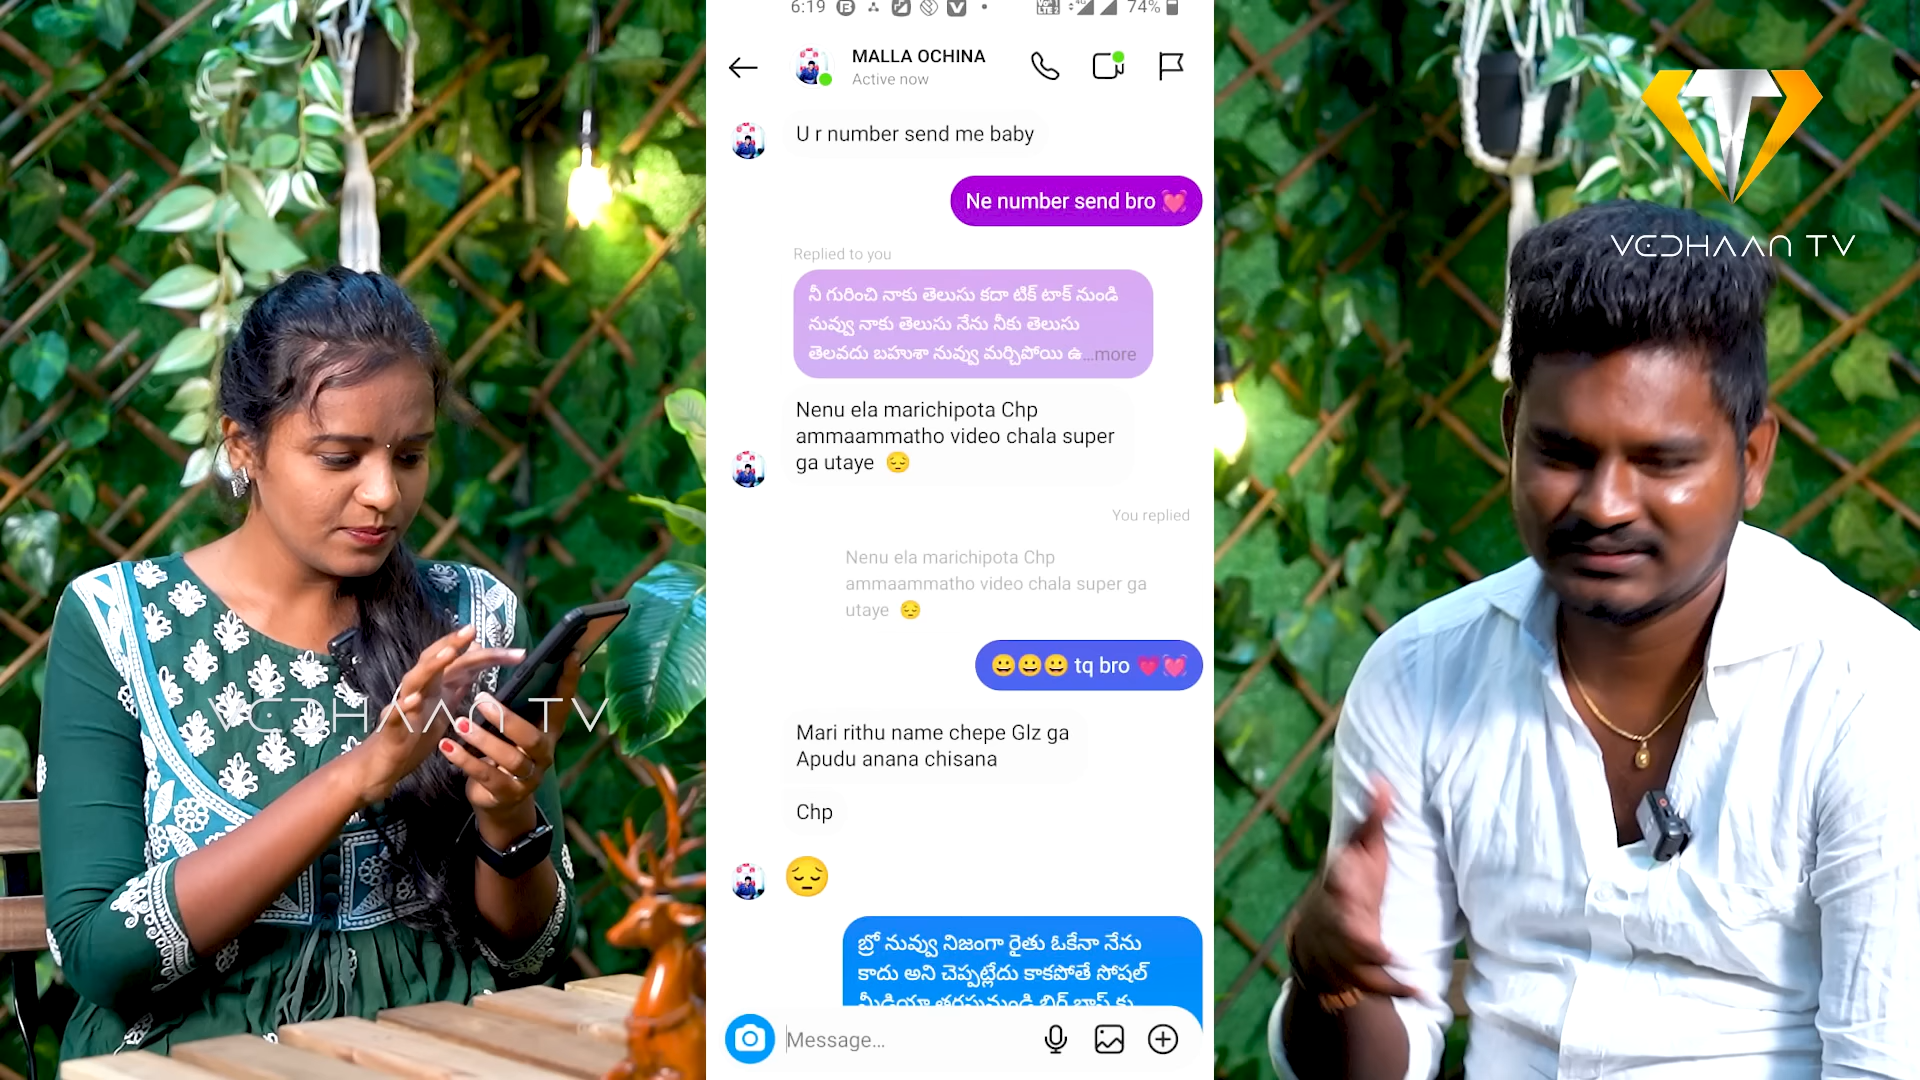 6:19
74%
MALLA OCHINA
Active now
U r number send me baby
Ne number send bro 💓
Replied to you
నీ గురించి నాకు తెలుసు కదా టిక్ టాక్ నుండి
నువ్వు నాకు తెలుసు నేను నీకు తెలుసు
తెలవదు బహుశా నువ్వు మర్చిపోయి ఉ...more
Nenu ela marichipota Chp
ammaammatho video chala super
ga utaye 😔
You replied
Nenu ela marichipota Chp
ammaammatho video chala super ga
utaye 😔
😀😀😀 tq bro 💗💓
Mari rithu name chepe Glz ga
Apudu anana chisana
Chp
😔
బ్రో నువ్వు నిజంగా రైతు ఓకేనా నేను
కాదు అని చెప్పట్లేదు కాకపోతే సోషల్
మీడియా తరపునుండి బిగ్ బాస్ కు
Message...
VEDHAAN TV
VEDHAAN TV